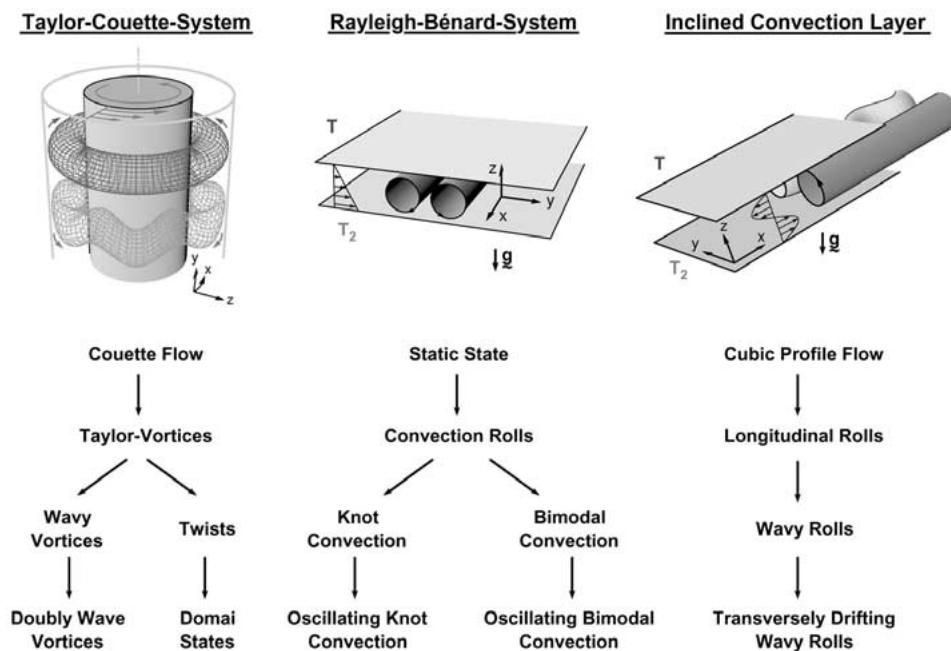 Taylor-Couette-System
Rayleigh-Bénard-System
Inclined Convection Layer
y
x
z
T
T2
z
y
x
g
T
T2
y
z
x
g
Couette Flow
Static State
Cubic Profile Flow
Taylor-Vortices
Convection Rolls
Longitudinal Rolls
Wavy
Vortices
Twists
Knot
Convection
Bimodal
Convection
Wavy Rolls
Doubly Wave
Vortices
Domai
States
Oscillating Knot
Convection
Oscillating Bimodal
Convection
Transversely Drifting
Wavy Rolls